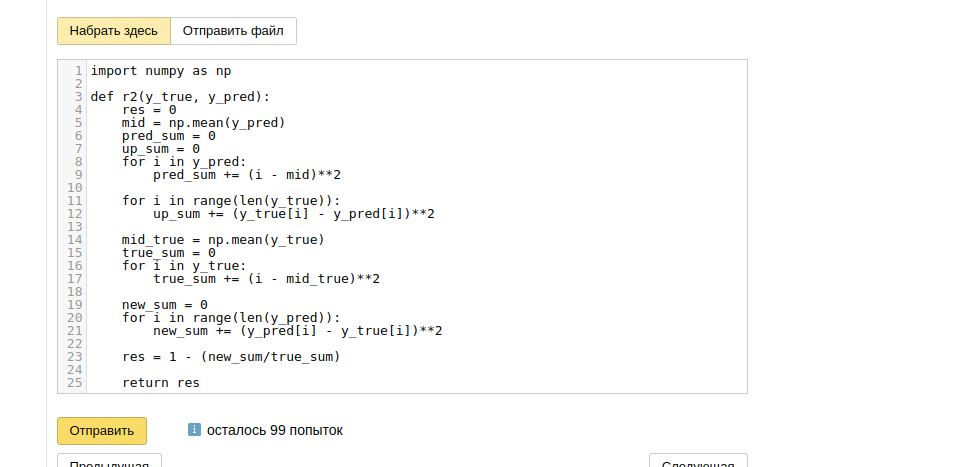 Набрать здесь Отправить файл
1 import numpy as np
2
3 def r2(y_true, y_pred):
4     res = 0
5     mid = np.mean(y_pred)
6     pred_sum = 0
7     up_sum = 0
8     for i in y_pred:
9         pred_sum += (i - mid)**2
10
11     for i in range(len(y_true)):
12         up_sum += (y_true[i] - y_pred[i])**2
13
14     mid_true = np.mean(y_true)
15     true_sum = 0
16     for i in y_true:
17         true_sum += (i - mid_true)**2
18
19     new_sum = 0
20     for i in range(len(y_pred)):
21         new_sum += (y_pred[i] - y_true[i])**2
22
23     res = 1 - (new_sum/true_sum)
24
25     return res
Отправить i осталось 99 попыток
Предыдущая Следующая